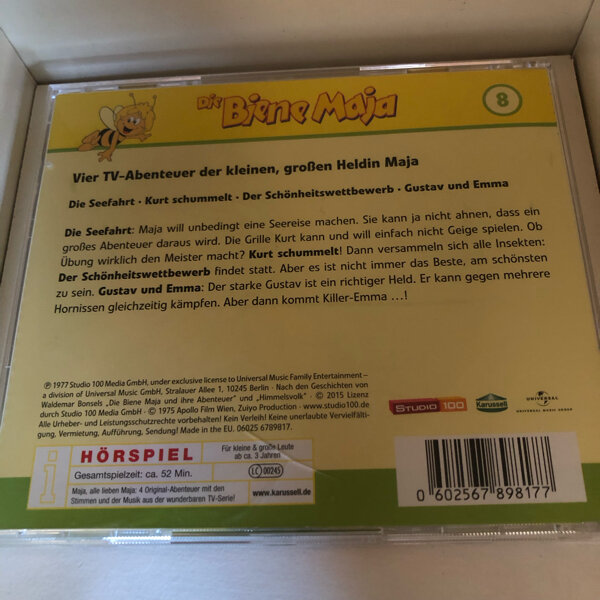 Die Biene Maja
8
Vier TV-Abenteuer der kleinen, großen Heldin Maja
Die Seefahrt · Kurt schummelt · Der Schönheitswettbewerb · Gustav und Emma
Die Seefahrt: Maja will unbedingt eine Seereise machen. Sie kann ja nicht ahnen, dass ein
großes Abenteuer daraus wird. Die Grille Kurt kann und will einfach nicht Geige spielen. Ob
Übung wirklich den Meister macht? Kurt schummelt! Dann versammeln sich alle Insekten:
Der Schönheitswettbewerb findet statt. Aber es ist nicht immer das Beste, am schönsten
zu sein. Gustav und Emma: Der starke Gustav ist ein richtiger Held. Er kann gegen mehrere
Hornissen gleichzeitig kämpfen. Aber dann kommt Killer-Emma ...!
℗ 1977 Studio 100 Media GmbH, under exclusive license to Universal Music Family Entertainment –
a division of Universal Music GmbH, Stralauer Allee 1, 10245 Berlin · Nach den Geschichten von
Waldemar Bonsels „Die Biene Maja und ihre Abenteuer" und „Himmelsvolk" © 2015 Lizenz
durch Studio 100 Media GmbH · © 1975 Apollo Film Wien, Zuiyo Produktion · www.studio100.de
Alle Urheber- und Leistungsschutzrechte vorbehalten! Kein Verleih! Keine unerlaubte Vervielfälti-
gung, Vermietung, Aufführung, Sendung! Made in the EU. 06025 6789817.
STUDIO 100
Karussell
UNIVERSAL
UNIVERSAL MUSIC GROUP
i
HÖRSPIEL
Für kleine & große Leute
ab ca. 3 Jahren
Gesamtspielzeit: ca. 52 Min.
LC 00245
Maja, alle lieben Maja: 4 Original-Abenteuer mit den
Stimmen und der Musik aus der wunderbaren TV-Serie!
www.karussell.de
0 602567 898177